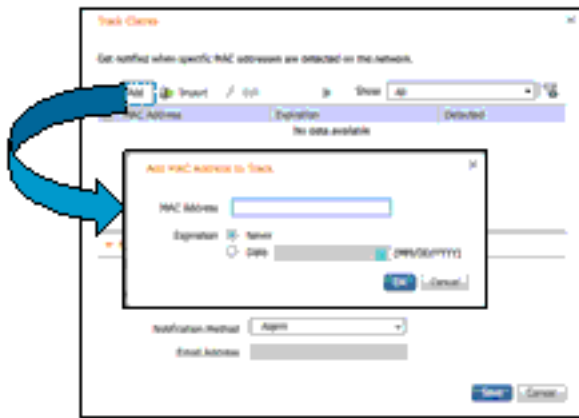 Track Clients
Get notified when specific MAC addresses are detected on the network.
Add Import Edit Show All
MAC Address Expiration Detected
No data available
Add MAC Address to Track
MAC Address
Expiration Never
Date (MM/DD/YYYY)
OK Cancel
Notification Method Alarm
Email Address
Save Cancel